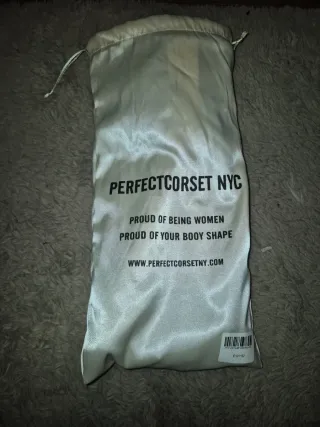 PERFECTCORSET NYC
PROUD OF BEING WOMEN
PROUD OF YOUR BODY SHAPE
WWW.PERFECTCORSETNY.COM